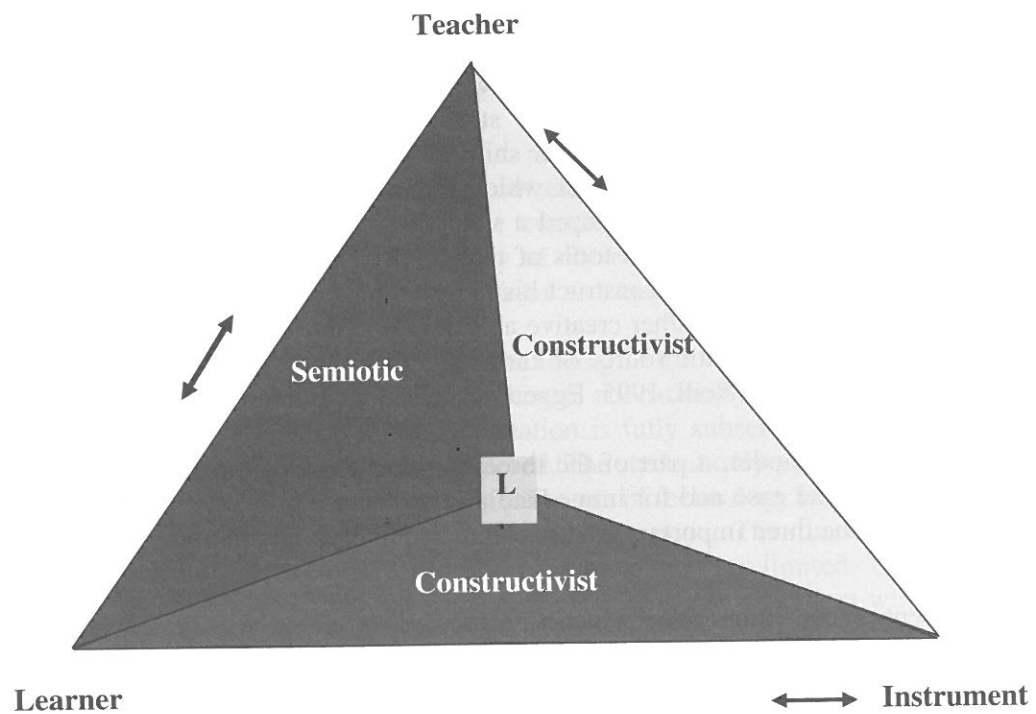 Teacher
Constructivist
Semiotic
L
Constructivist
Learner
Instrument